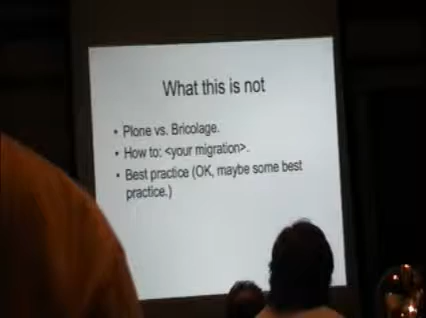 What this is not
• Plone vs. Bricolage.
• How to: <your migration>.
• Best practice (OK, maybe some best
practice.)